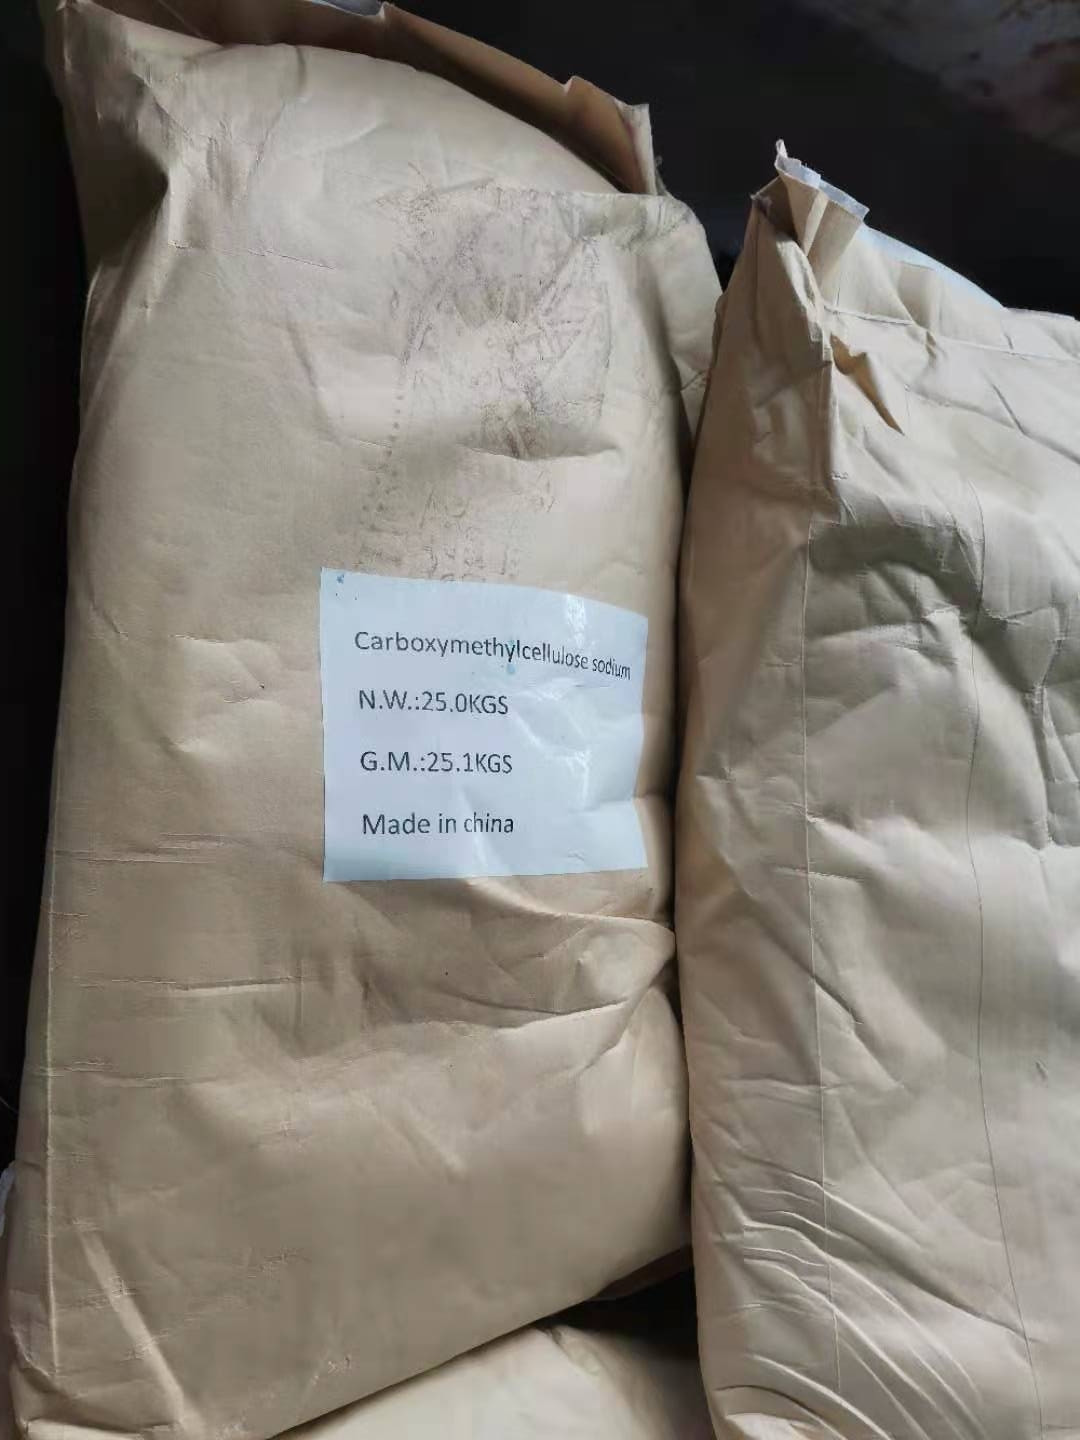 Carboxymethylcellulose sodium
N.W.:25.0KGS
G.M.:25.1KGS
Made in china